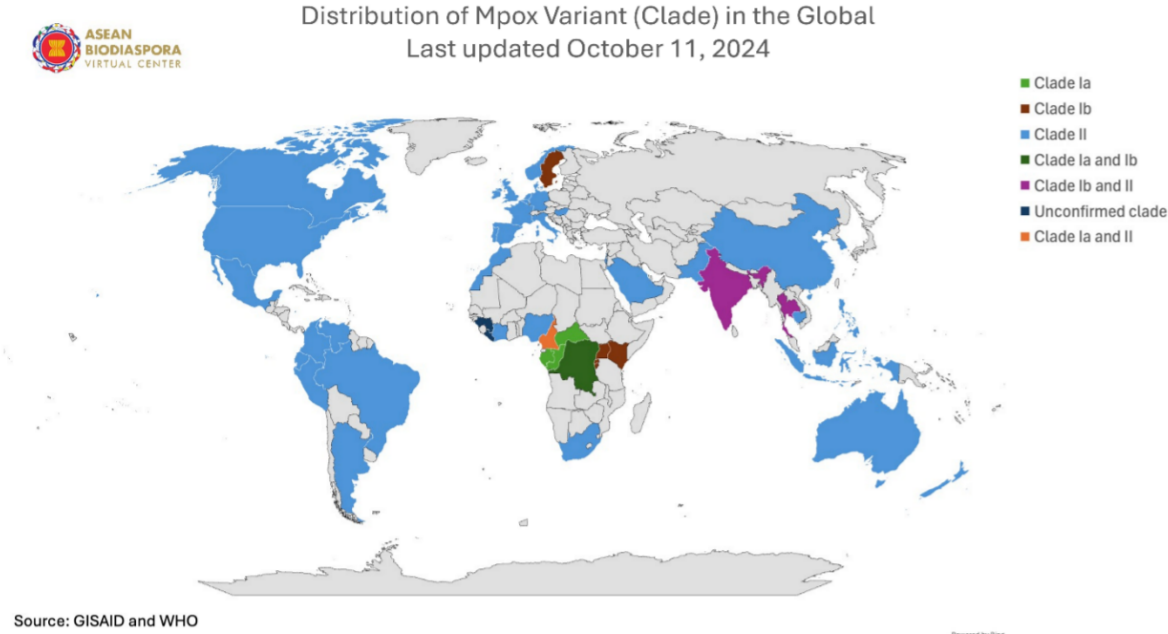 Distribution of Mpox Variant (Clade) in the Global
Last updated October 11, 2024
ASEAN
BIODIASPORA
VIRTUAL CENTER
Clade Ia
Clade Ib
Clade II
Clade Ia and Ib
Clade Ib and II
Unconfirmed clade
Clade Ia and II
Source: GISAID and WHO